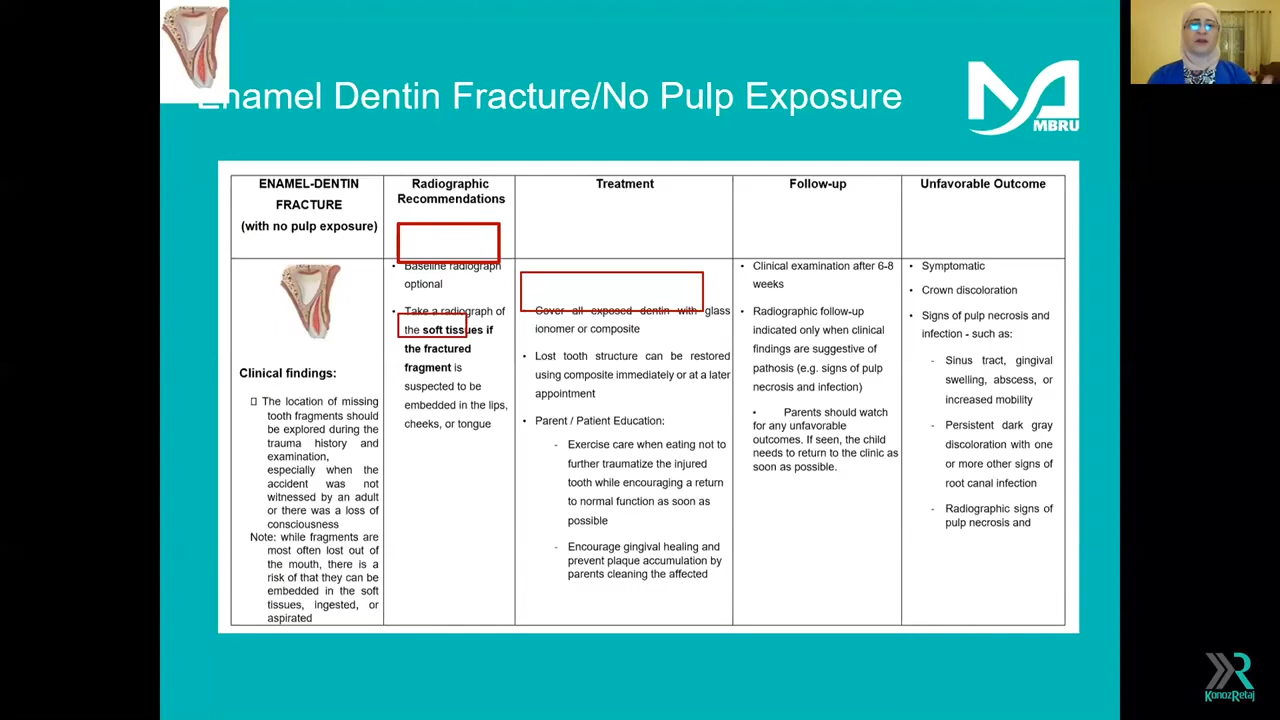 Enamel Dentin Fracture/No Pulp Exposure
MBRU
ENAMEL-DENTIN
FRACTURE
(with no pulp exposure)
Radiographic
Recommendations
Treatment
Follow-up
Unfavorable Outcome
Clinical findings:
The location of missing
tooth fragments should
be explored during the
trauma history and
examination,
especially when the
accident was not
witnessed by an adult
or there was a loss of
consciousness
Note: while fragments are
most often lost out of
the mouth, there is a
risk of that they can be
embedded in the soft
tissues, ingested, or
aspirated
• Baseline radiograph
optional
• Take a radiograph of
the soft tissues if
the fractured
fragment is
suspected to be
embedded in the lips,
cheeks, or tongue
Cover all exposed dentin with glass
ionomer or composite
• Lost tooth structure can be restored
using composite immediately or at a later
appointment
• Parent / Patient Education:
- Exercise care when eating not to
further traumatize the injured
tooth while encouraging a return
to normal function as soon as
possible
- Encourage gingival healing and
prevent plaque accumulation by
parents cleaning the affected
• Clinical examination after 6-8
weeks
• Radiographic follow-up
indicated only when clinical
findings are suggestive of
pathosis (e.g. signs of pulp
necrosis and infection)
• Parents should watch
for any unfavorable
outcomes. If seen, the child
needs to return to the clinic as
soon as possible.
• Symptomatic
• Crown discoloration
• Signs of pulp necrosis and
infection - such as:
- Sinus tract, gingival
swelling, abscess, or
increased mobility
- Persistent dark gray
discoloration with one
or more other signs of
root canal infection
- Radiographic signs of
pulp necrosis and
KonozRetaj